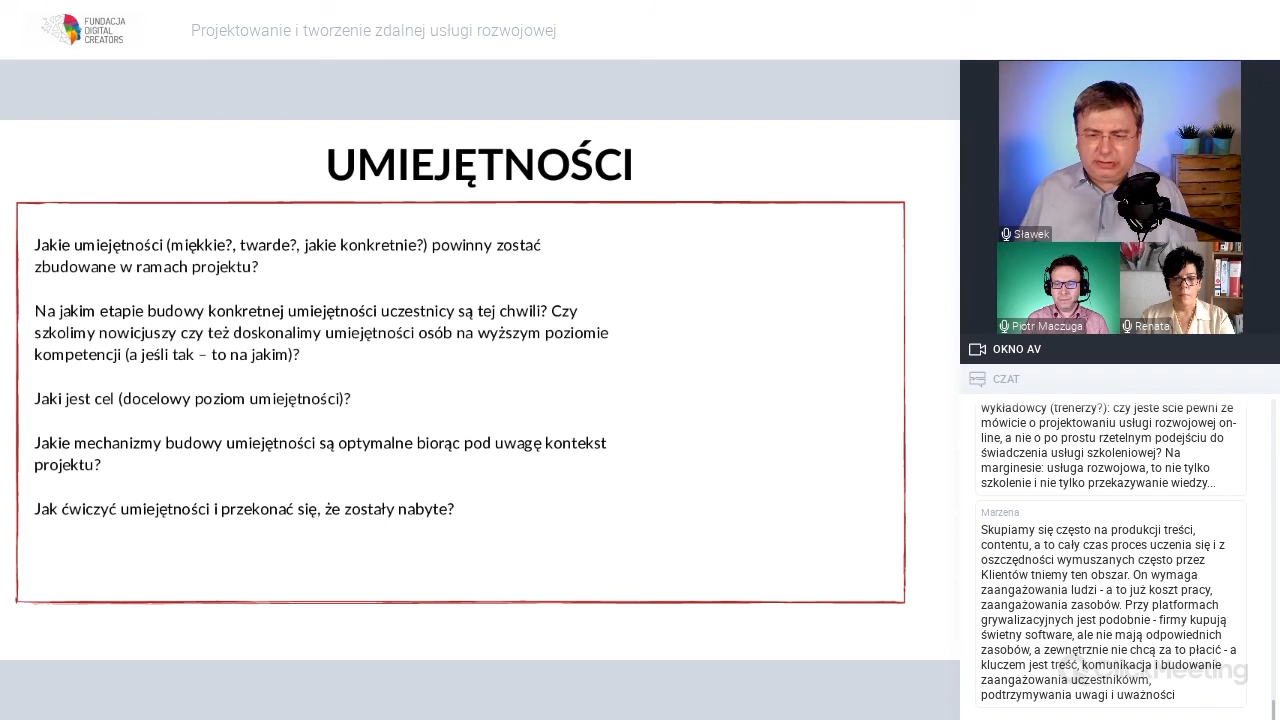 FUNDACJA
DIGITAL
CREATORS
Projektowanie i tworzenie zdalnej usługi rozwojowej
UMIEJĘTNOŚCI
Jakie umiejętności (miękkie?, twarde?, jakie konkretnie?) powinny zostać
zbudowane w ramach projektu?
Na jakim etapie budowy konkretnej umiejętności uczestnicy są tej chwili? Czy
szkolimy nowicjuszy czy też doskonalimy umiejętności osób na wyższym poziomie
kompetencji (a jeśli tak – to na jakim)?
Jaki jest cel (docelowy poziom umiejętności)?
Jakie mechanizmy budowy umiejętności są optymalne biorąc pod uwagę kontekst
projektu?
Jak ćwiczyć umiejętności i przekonać się, że zostały nabyte?
Sławek
Piotr Maczuga
Renata
OKNO AV
CZAT
wykładowcy (trenerzy?): czy jeste ście pewni ze
mówicie o projektowaniu usługi rozwojowej on-
line, a nie o po prostu rzetelnym podejściu do
świadczenia usługi szkoleniowej? Na
marginesie: usługa rozwojowa, to nie tylko
szkolenie i nie tylko przekazywanie wiedzy...
Marzena
Skupiamy się często na produkcji treści,
contentu, a to cały czas proces uczenia się i z
oszczędności wymuszanych często przez
Klientów tniemy ten obszar. On wymaga
zaangażowania ludzi - a to już koszt pracy,
zaangażowania zasobów. Przy platformach
grywalizacyjnych jest podobnie - firmy kupują
świetny software, ale nie mają odpowiednich
zasobów, a zewnętrznie nie chcą za to płacić - a
kluczem jest treść, komunikacja i budowanie
zaangażowania uczestnikowm,
podtrzymywania uwagi i uważności
ClickMeeting